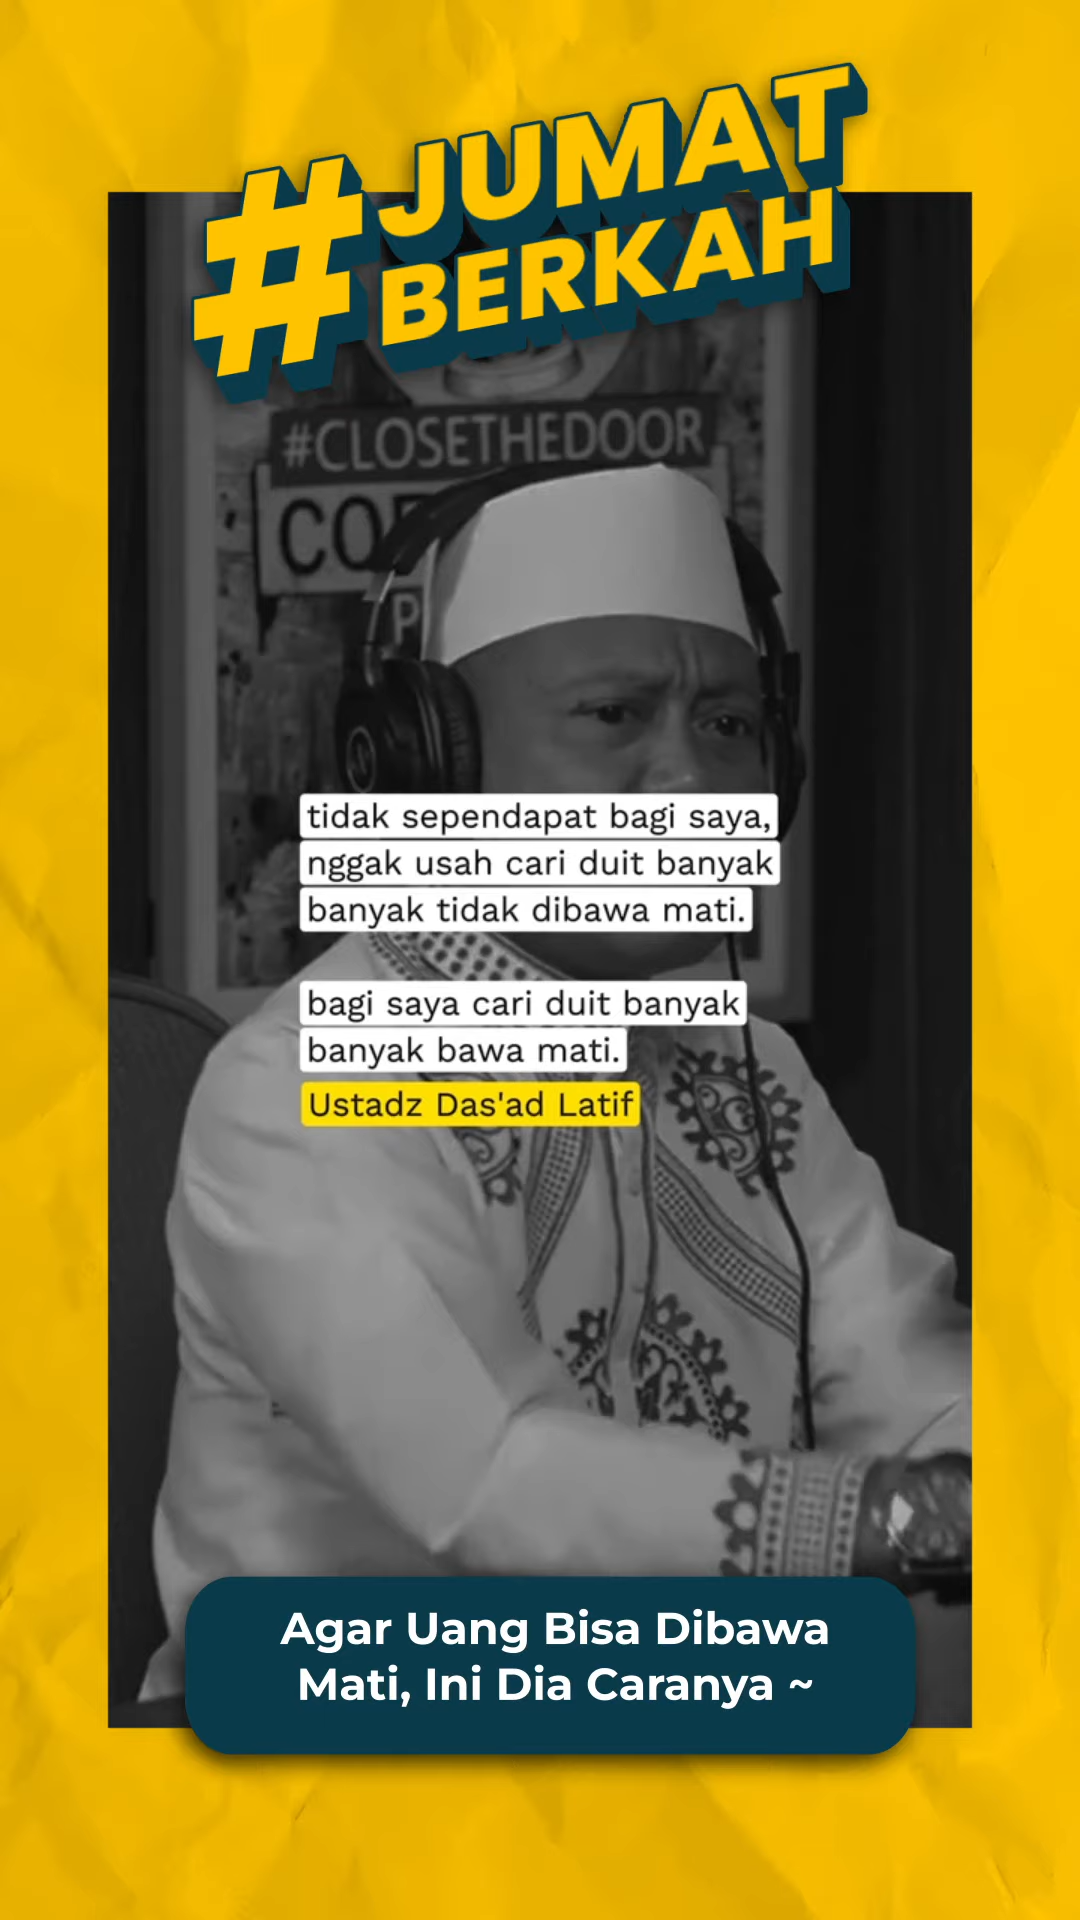 #JUMAT
BERKAH
#CLOSETHEDOOR
tidak sependapat bagi saya,
nggak usah cari duit banyak
banyak tidak dibawa mati.
bagi saya cari duit banyak
banyak bawa mati.
Ustadz Das'ad Latif
Agar Uang Bisa Dibawa
Mati, Ini Dia Caranya ~